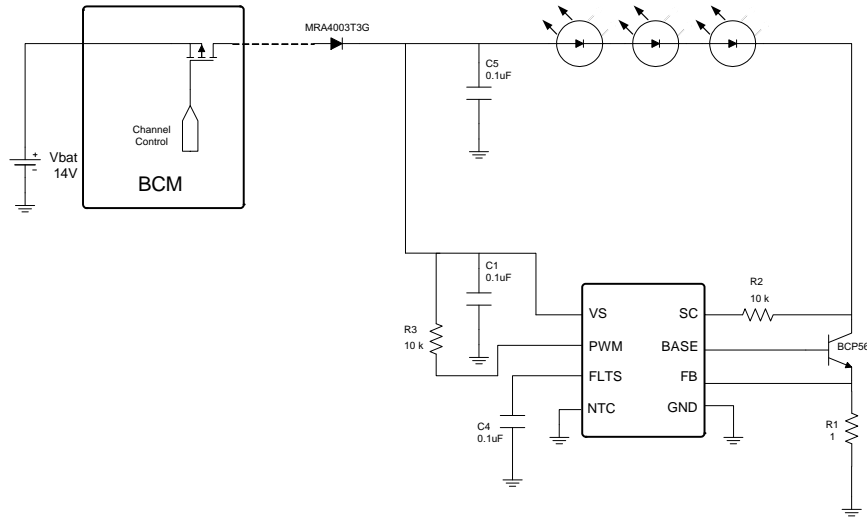 MRA4003T3G
C5
0.1uF
Channel
Control
+
-
Vbat
14V
BCM
C1
0.1uF
R2
10 k
R3
10 k
VS
SC
PWM
BASE
BCP56
FLTS
FB
NTC
GND
C4
0.1uF
R1
1